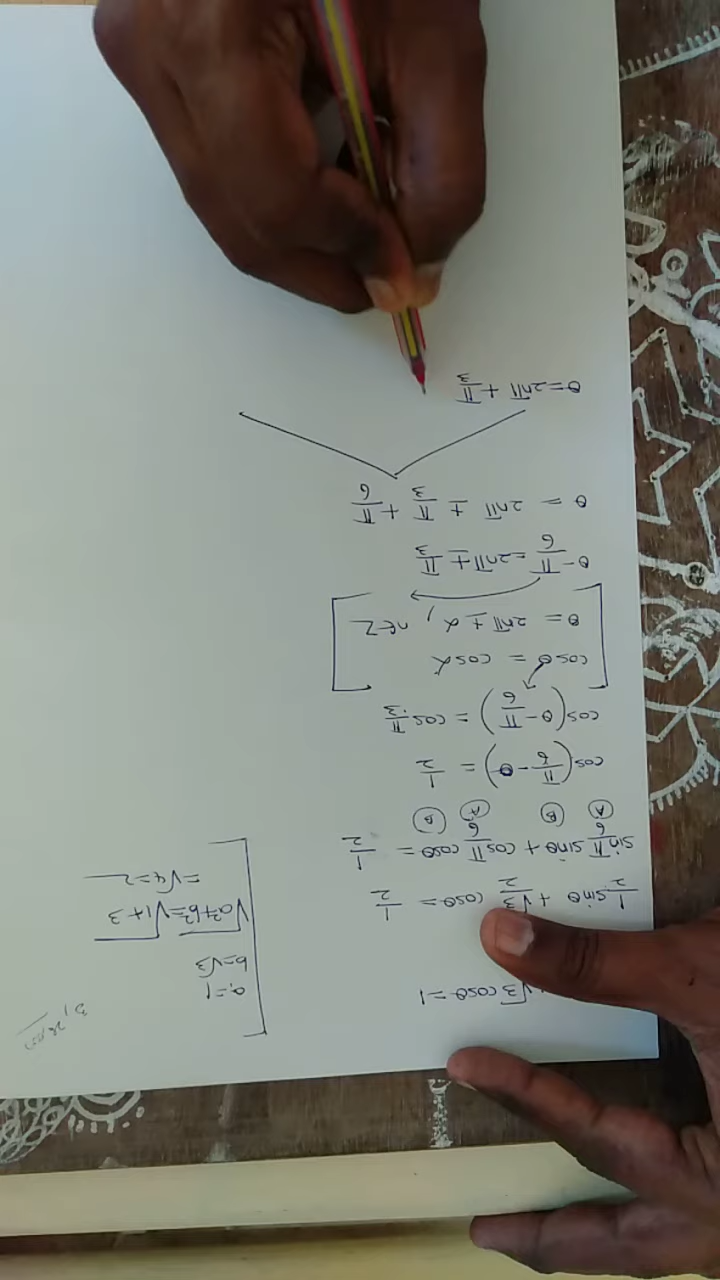 √3 cosθ = 1
a = 1
b = √3
√a²+b² = √1+3
= √4 = 2
1/2 sinθ + √3/2 cosθ = 1/2
sin π/6 sinθ + cos π/6 cosθ = 1/2
A B A B
cos(π/6 - θ) = 1/2
cos(θ - π/6) = cos π/3
cosθ = cosα
θ = 2nπ ± α, n∈Z
θ - π/6 = 2nπ ± π/3
θ = 2nπ ± π/3 + π/6
θ = 2nπ + π/3